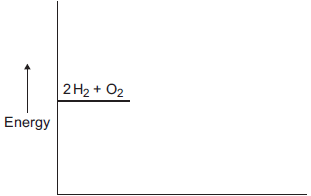 2H₂ + O₂
Energy